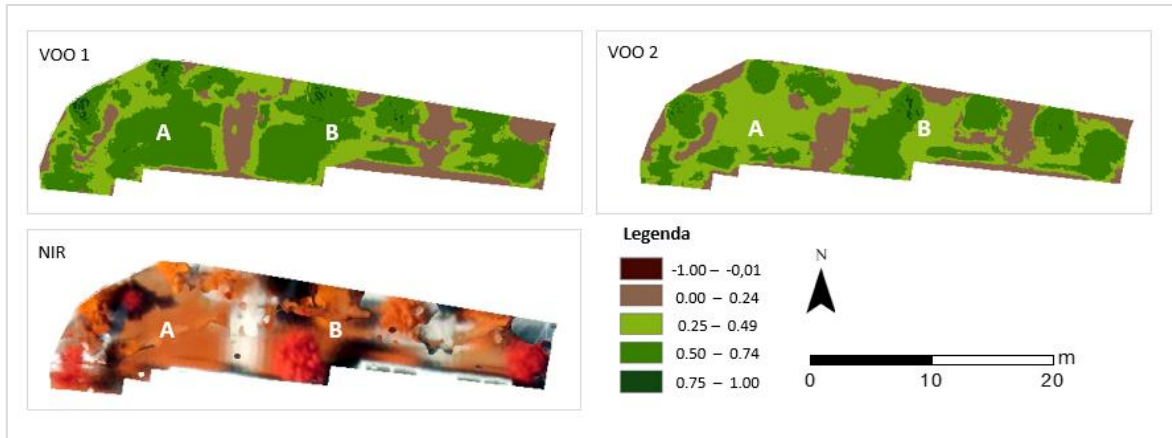 VOO 1
A
B
VOO 2
A
B
NIR
A
B
Legenda
-1.00 – -0,01
0.00 – 0.24
0.25 – 0.49
0.50 – 0.74
0.75 – 1.00
N
m
0 10 20